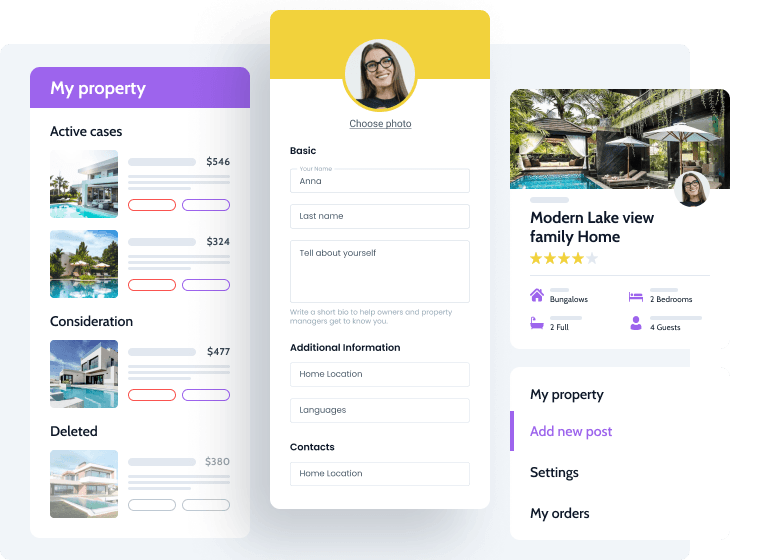 My property
Active cases
$546
$324
Consideration
$477
Deleted
$380
Choose photo
Basic
Your Name
Anna
Last name
Tell about yourself
Write a short bio to help owners and property
managers get to know you.
Additional Information
Home Location
Languages
Contacts
Home Location
Modern Lake view
family Home
Bungalows
2 Bedrooms
2 Full
4 Guests
My property
Add new post
Settings
My orders